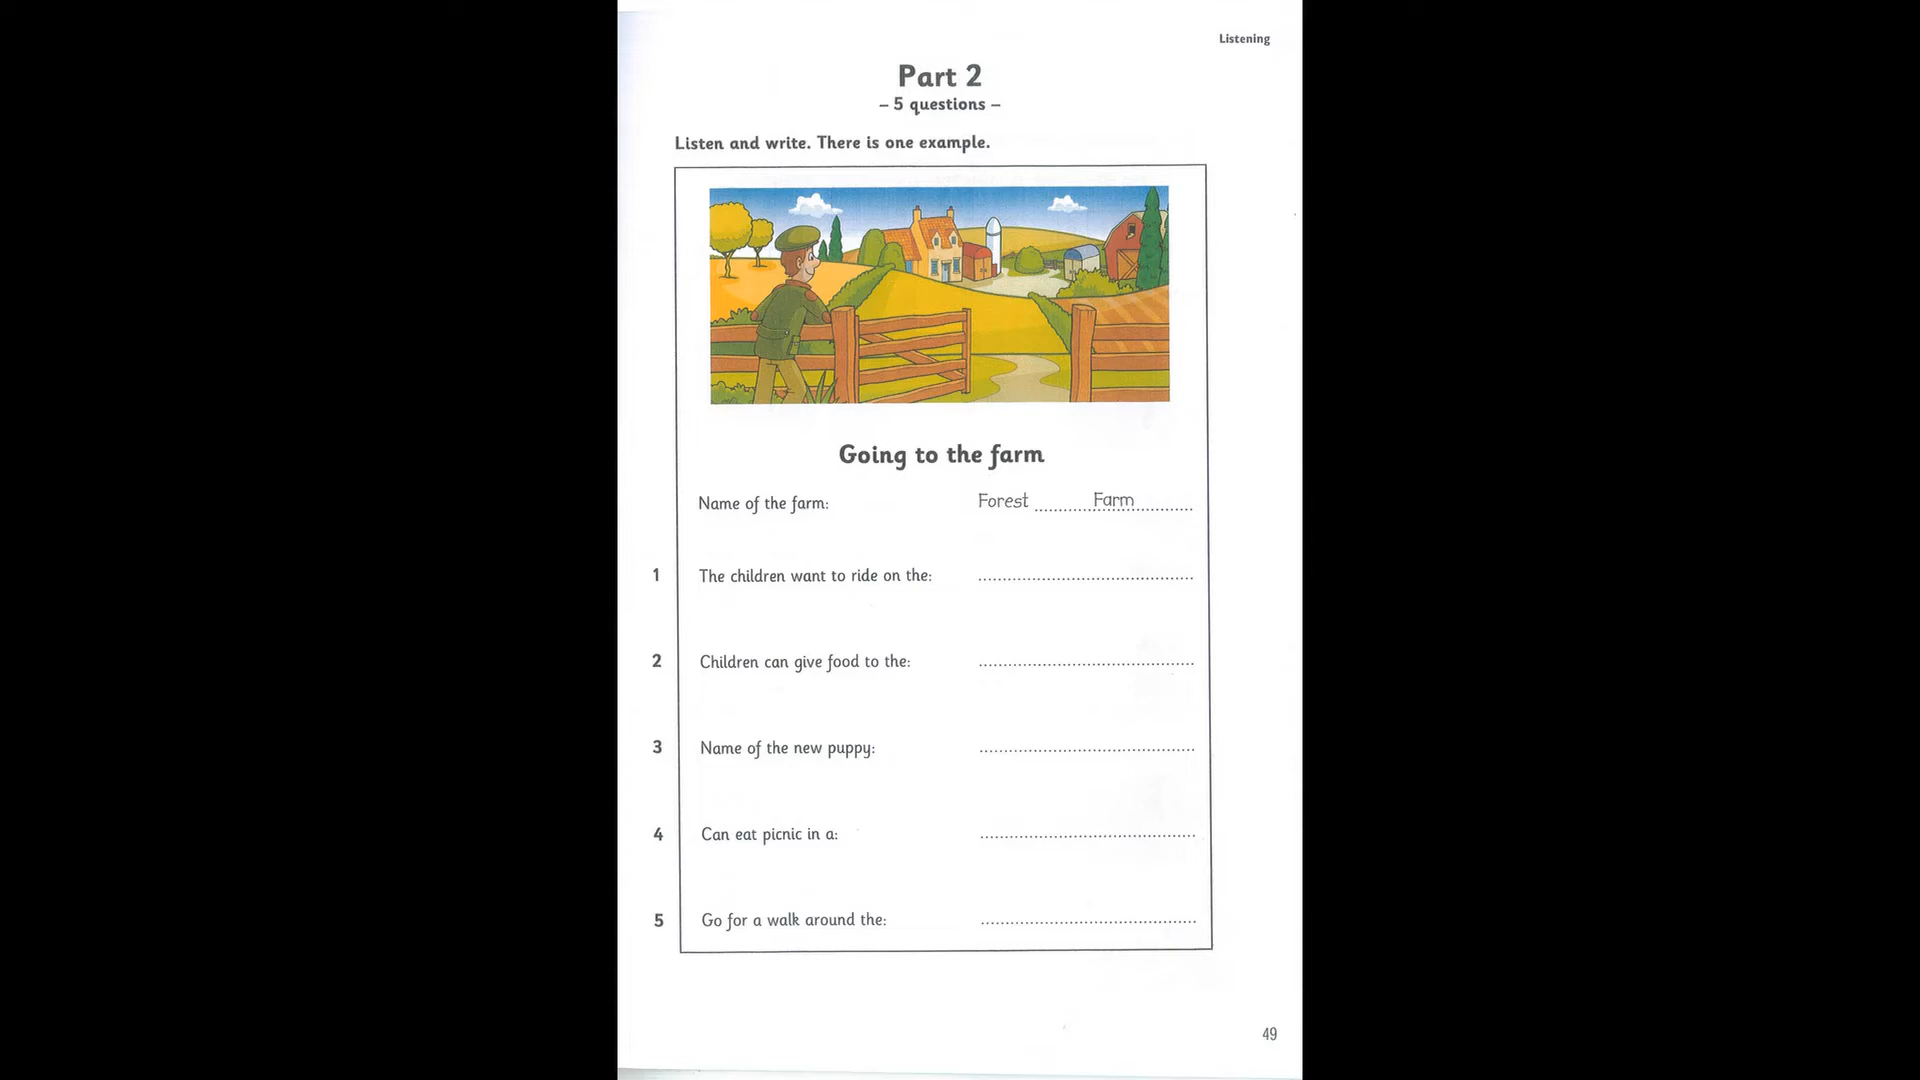 Listening
Part 2
– 5 questions –
Listen and write. There is one example.
Going to the farm
Name of the farm: Forest Farm
1 The children want to ride on the:
2 Children can give food to the:
3 Name of the new puppy:
4 Can eat picnic in a:
5 Go for a walk around the:
49